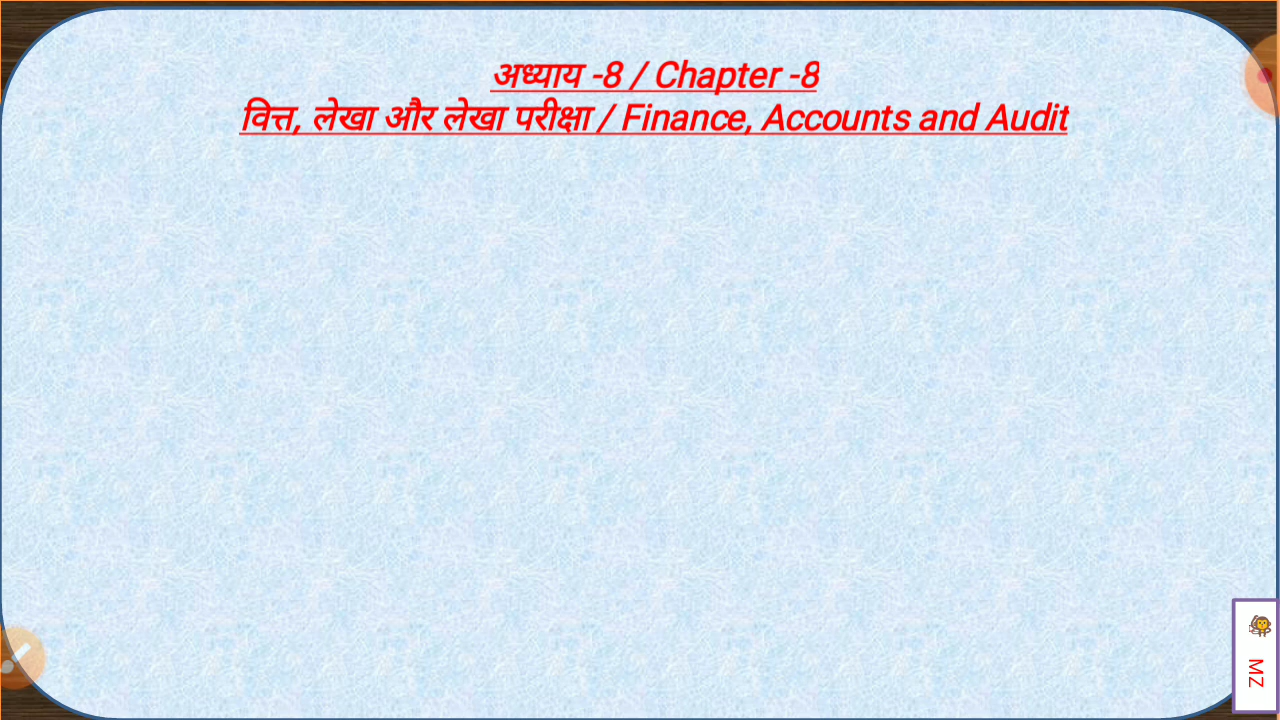 अध्याय -8 / Chapter -8
वित्त, लेखा और लेखा परीक्षा / Finance, Accounts and Audit
MZ